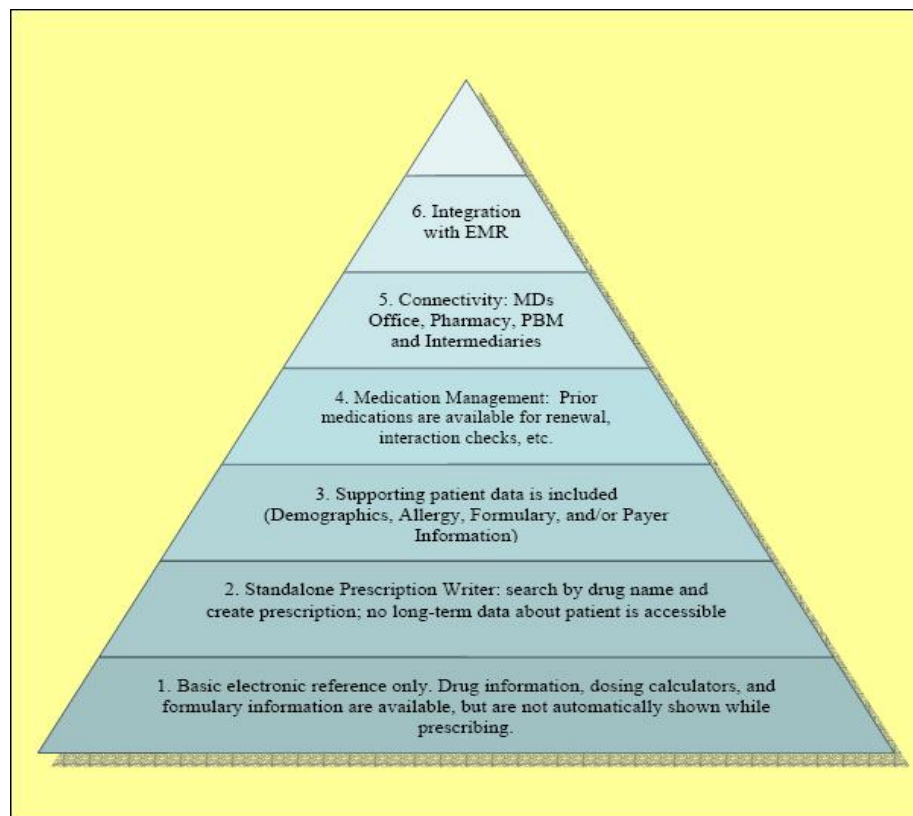 6. Integration
with EMR
5. Connectivity: MDs
Office, Pharmacy, PBM
and Intermediaries
4. Medication Management:  Prior
medications are available for renewal,
interaction checks, etc.
3. Supporting patient data is included
(Demographics, Allergy, Formulary, and/or Payer
Information)
2. Standalone Prescription Writer: search by drug name and
create prescription; no long-term data about patient is accessible
1. Basic electronic reference only. Drug information, dosing calculators, and
formulary information are available, but are not automatically shown while
prescribing.